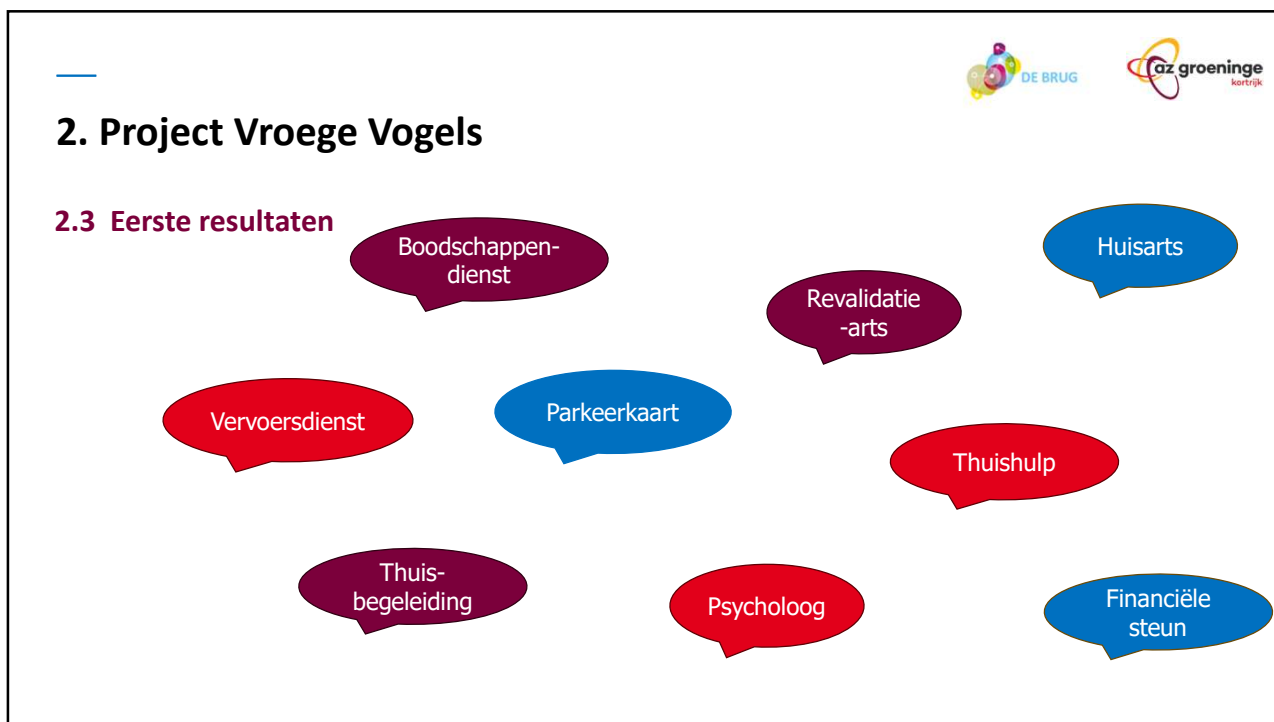 DE BRUG
az groeninge
kortrijk
2. Project Vroege Vogels
2.3 Eerste resultaten
Boodschappen-
dienst
Huisarts
Revalidatie
-arts
Vervoersdienst
Parkeerkaart
Thuishulp
Thuis-
begeleiding
Psycholoog
Financiële
steun